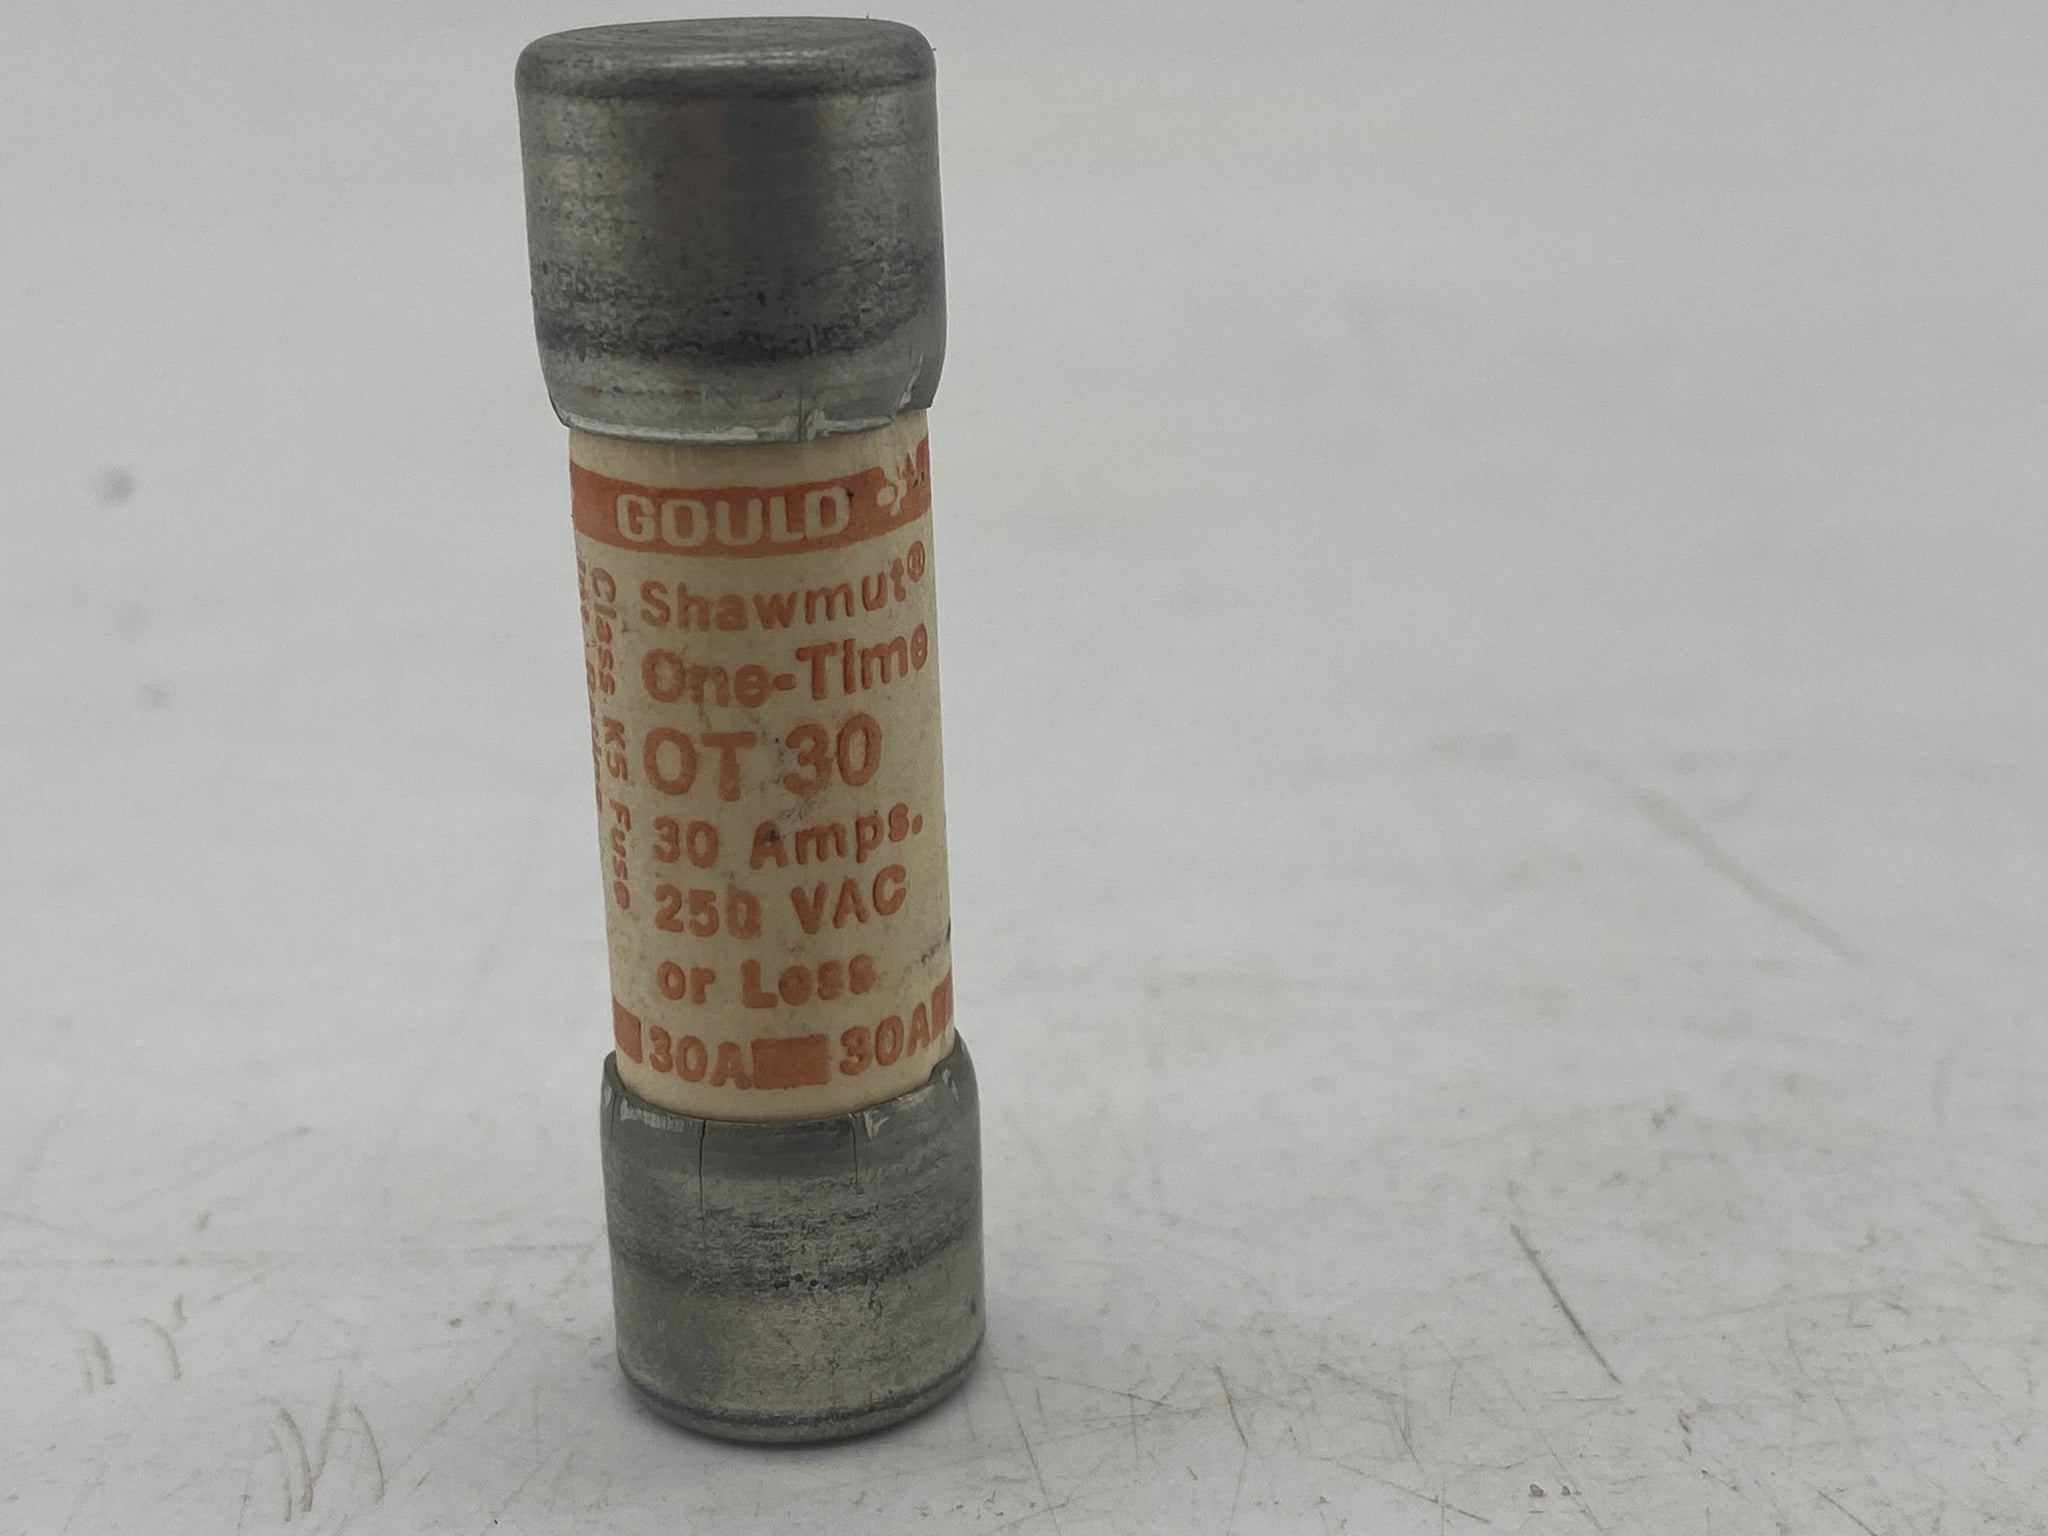 GOULD
Shawmut®
One-Time
OT 30
30 Amps.
250 VAC
or Less
30A 30A
Class K5 Fuse